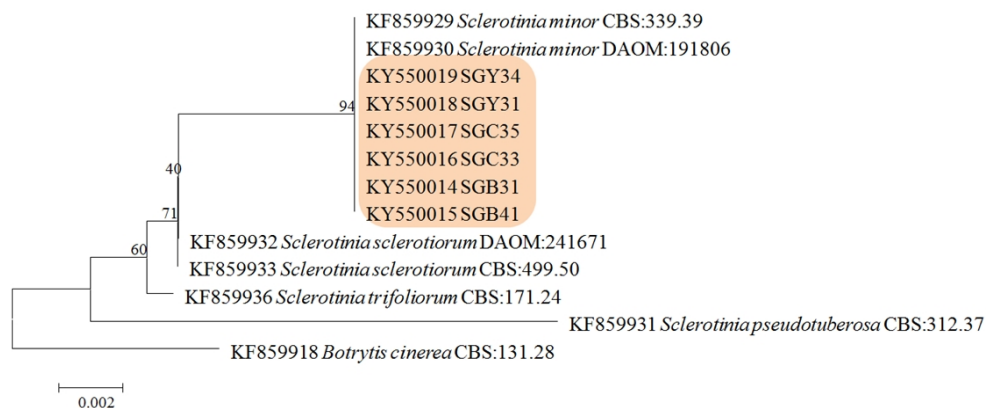 KF859929 Sclerotinia minor CBS:339.39
KF859930 Sclerotinia minor DAOM:191806
KY550019 SGY34
94
KY550018 SGY31
KY550017 SGC35
KY550016 SGC33
40
KY550014 SGB31
71
KY550015 SGB41
KF859932 Sclerotinia sclerotiorum DAOM:241671
60
KF859933 Sclerotinia sclerotiorum CBS:499.50
KF859936 Sclerotinia trifoliorum CBS:171.24
KF859931 Sclerotinia pseudotuberosa CBS:312.37
KF859918 Botrytis cinerea CBS:131.28
0.002